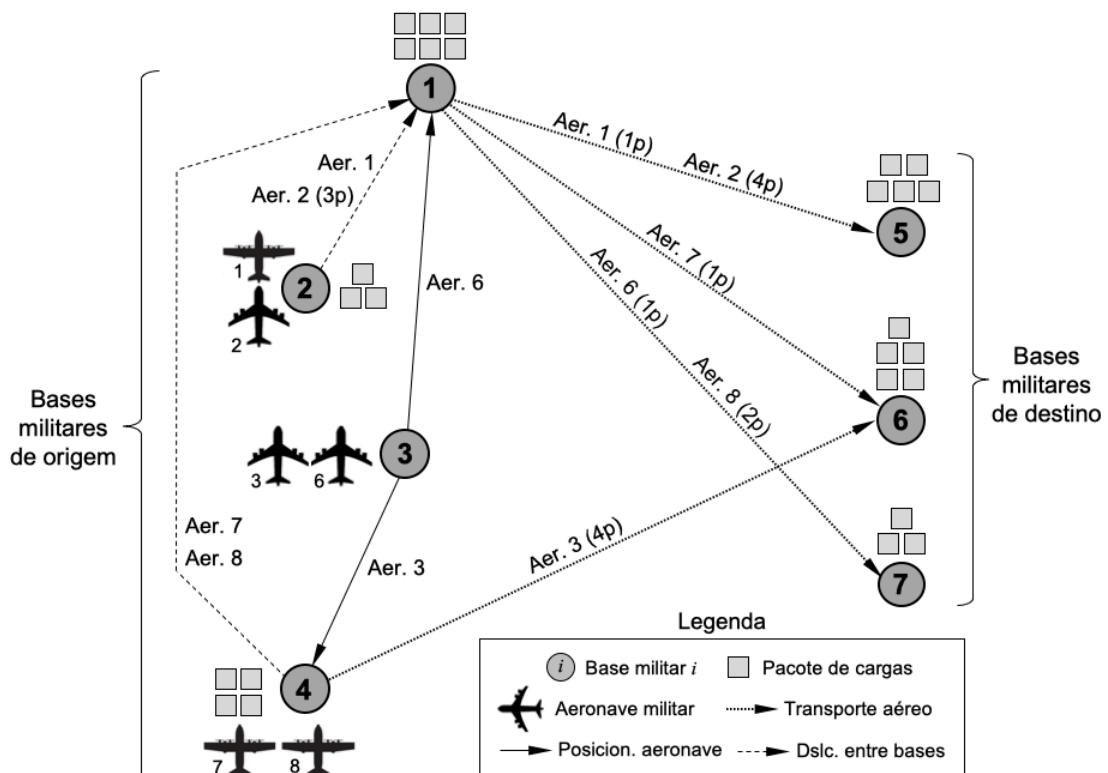 1
Aer. 1 (1p)
Aer. 2 (4p)
Aer. 1
Aer. 2 (3p)
5
1
2
2
Aer. 6
Aer. 7 (1p)
Aer. 6 (1p)
Aer. 8 (2p)
Bases
militares
de origem
Bases
militares
de destino
6
3
6
3
Aer. 7
Aer. 8
Aer. 3
Aer. 3 (4p)
7
4
7
8
Legenda
i Base militar i
Pacote de cargas
Aeronave militar
Transporte aéreo
Posicion. aeronave
Dslc. entre bases